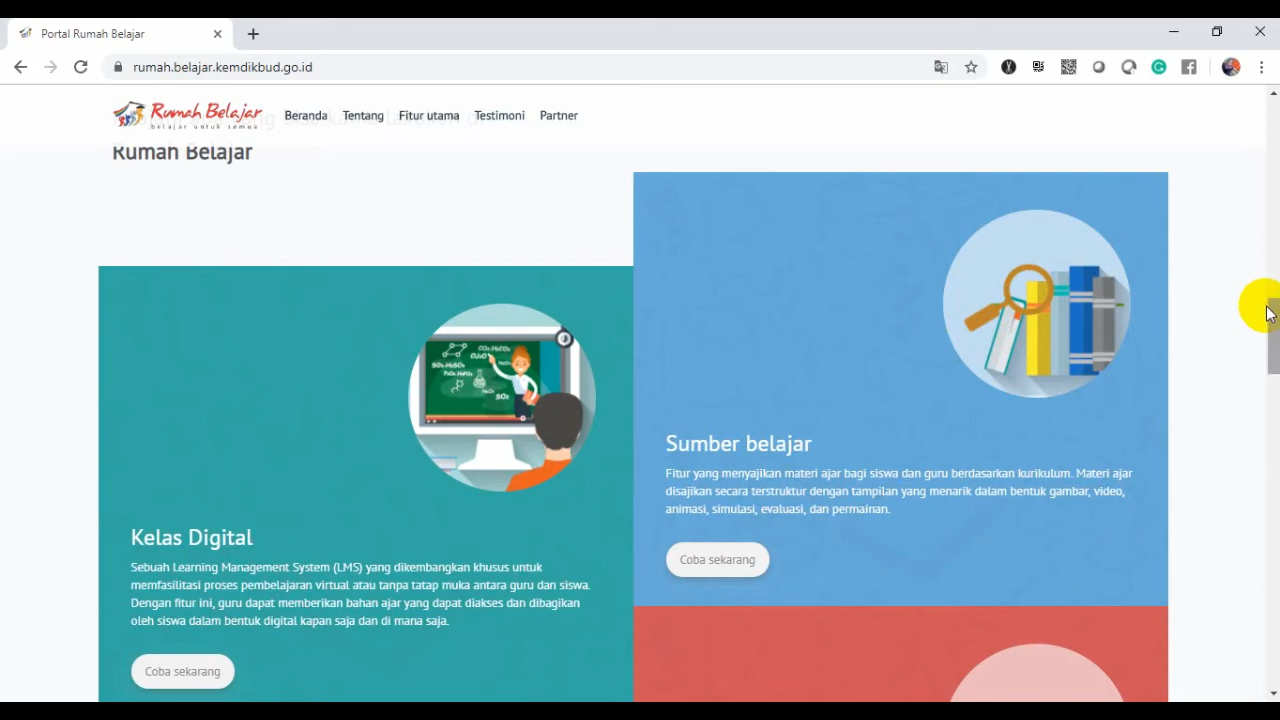 Portal Rumah Belajar
rumah.belajar.kemdikbud.go.id
Rumah Belajar
belajar untuk semua
Beranda
Tentang
Fitur utama
Testimoni
Partner
Rumah Belajar
Sumber belajar
Fitur yang menyajikan materi ajar bagi siswa dan guru berdasarkan kurikulum. Materi ajar
disajikan secara terstruktur dengan tampilan yang menarik dalam bentuk gambar, video,
animasi, simulasi, evaluasi, dan permainan.
Coba sekarang
Kelas Digital
Sebuah Learning Management System (LMS) yang dikembangkan khusus untuk
memfasilitasi proses pembelajaran virtual atau tanpa tatap muka antara guru dan siswa.
Dengan fitur ini, guru dapat memberikan bahan ajar yang dapat diakses dan dibagikan
oleh siswa dalam bentuk digital kapan saja dan di mana saja.
Coba sekarang